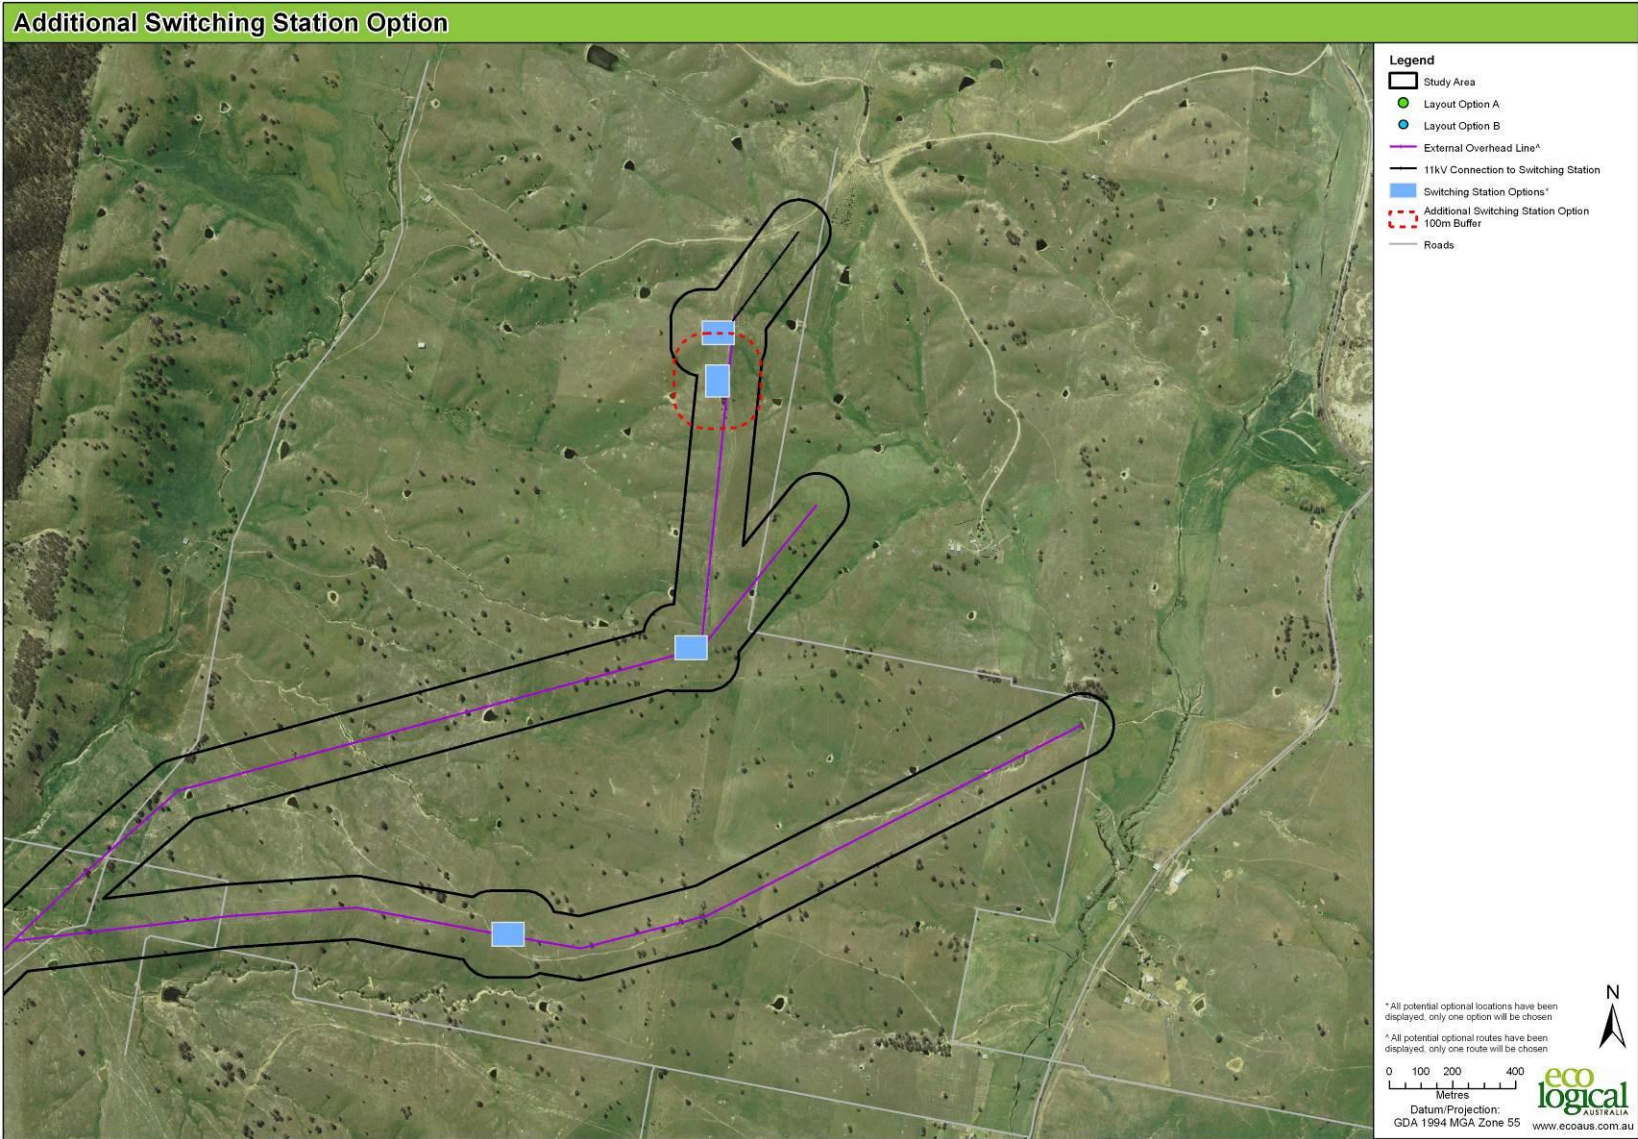 Additional Switching Station Option
Legend
Study Area
Layout Option A
Layout Option B
External Overhead Line^
11kV Connection to Switching Station
Switching Station Options*
Additional Switching Station Option
100m Buffer
Roads
* All potential optional locations have been
displayed, only one option will be chosen
^ All potential optional routes have been
displayed, only one route will be chosen
N
0 100 200 400
Metres
Datum/Projection:
GDA 1994 MGA Zone 55
eco
logical
AUSTRALIA
www.ecoaus.com.au